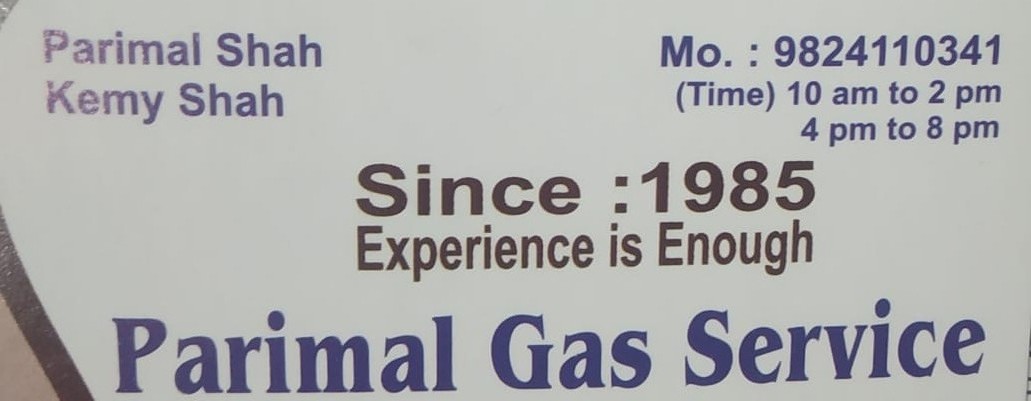 Parimal Shah
Kemy Shah
Mo. : 9824110341
(Time) 10 am to 2 pm
4 pm to 8 pm
Since :1985
Experience is Enough
Parimal Gas Service